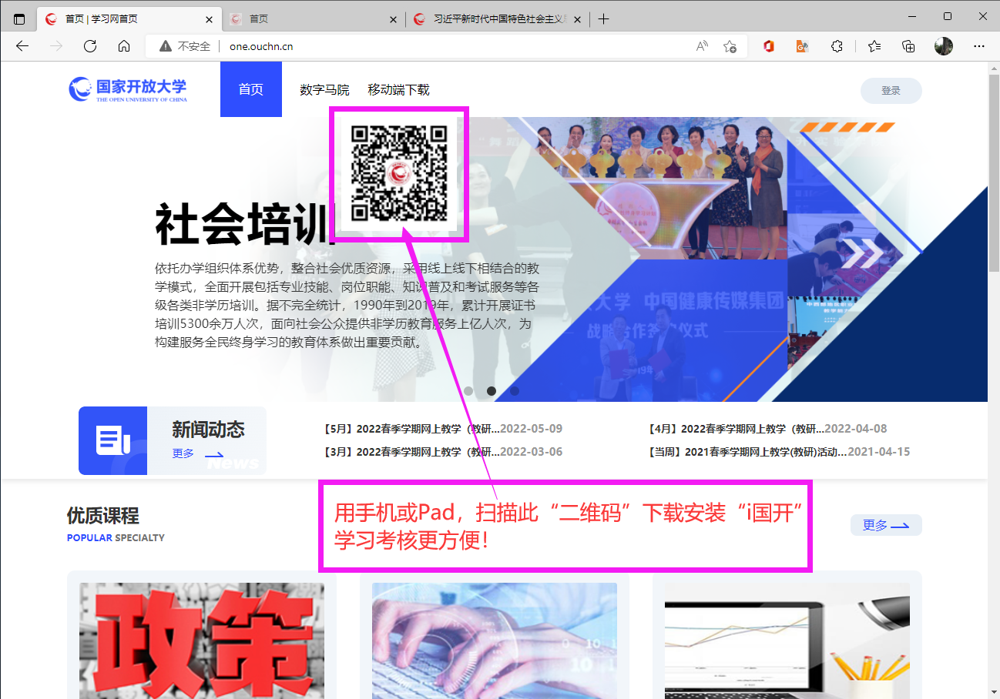 首页 | 学习网首页
首页
习近平新时代中国特色社会主义
不安全
one.ouchn.cn
国家开放大学
THE OPEN UNIVERSITY OF CHINA
首页
数字马院
移动端下载
登录
社会培训
依托办学组织体系优势，整合社会优质资源，采用线上线下相结合的教
学模式，全面开展包括专业技能、岗位职能、知识普及和考试服务等各
级各类非学历培训。据不完全统计，1990年到2019年，累计开展证书
培训5300余万人次，面向社会公众提供非学历教育服务上亿人次，为
构建服务全民终身学习的教育体系做出重要贡献。
大学 中国健康传媒集团
战略合作签约仪式
新闻动态
更多
News
【5月】2022春季学期网上教学（教研...2022-05-09
【4月】2022春季学期网上教学（教研...2022-04-08
【3月】2022春季学期网上教学（教研...2022-03-06
【当周】2021春季学期网上教学(教研)活动...2021-04-15
用手机或Pad，扫描此“二维码”下载安装“i国开”
学习考核更方便！
优质课程
POPULAR SPECIALTY
更多
政策